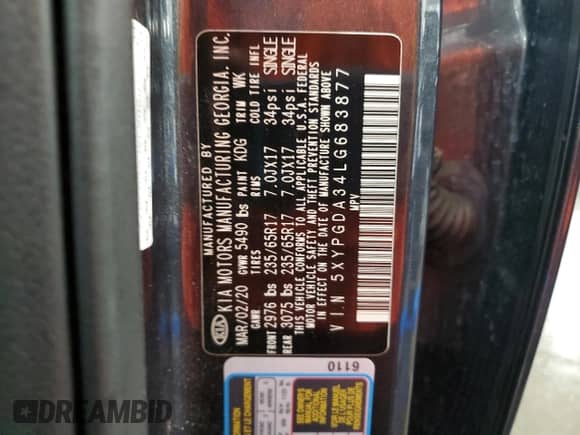 MANUFACTURED BY
KIA KIA MOTORS MANUFACTURING GEORGIA, INC.
MAR/02/20 GVWR 5490 lbs PAINT KDG TRIM WK
GAWR TIRES RIMS COLD TIRE INFL
FRONT 2976 lbs 235/65R17 7.0JX17 34psi SINGLE
REAR 3075 lbs 235/65R17 7.0JX17 34psi SINGLE
THIS VEHICLE CONFORMS TO ALL APPLICABLE U.S.A. FEDERAL
MOTOR VEHICLE SAFETY AND THEFT PREVENTION STANDARDS
IN EFFECT ON THE DATE OF MANUFACTURE SHOWN ABOVE
VIN 5XYPGDA34LG683877
MPV
6110
DREAMBID